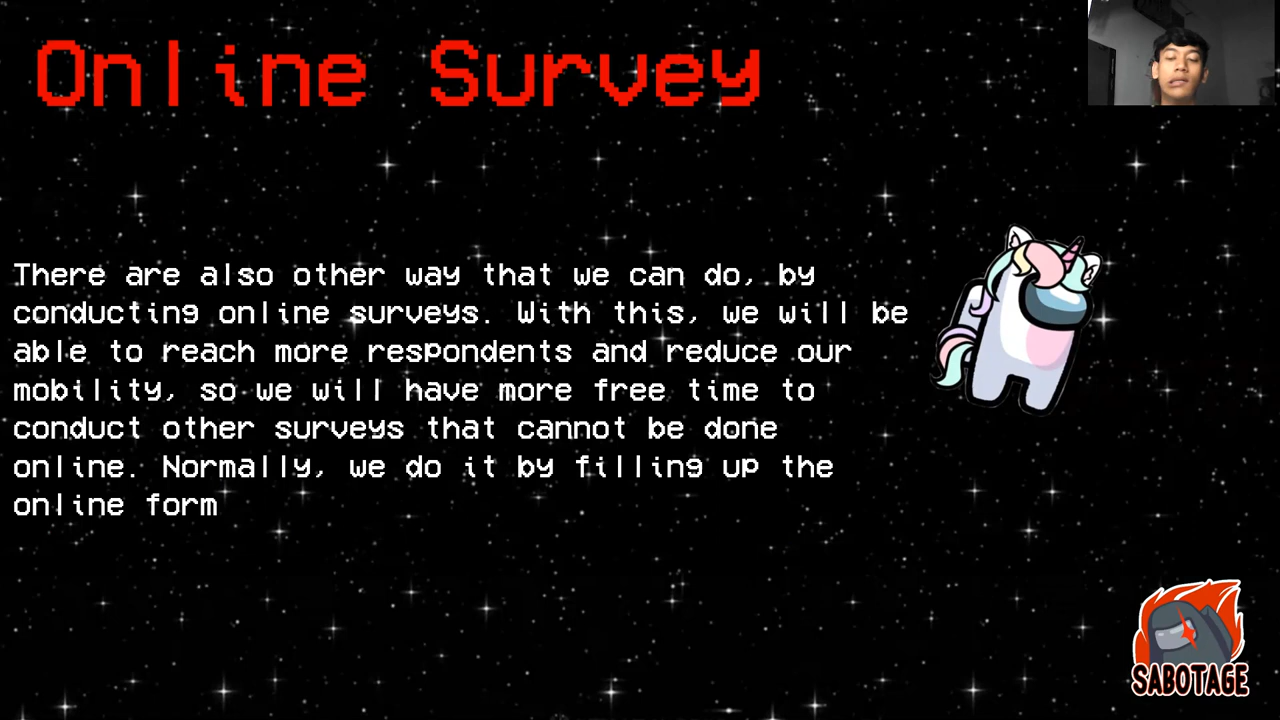 Online Survey
There are also other way that we can do, by
conducting online surveys. With this, we will be
able to reach more respondents and reduce our
mobility, so we will have more free time to
conduct other surveys that cannot be done
online. Normally, we do it by filling up the
online form
SABOTAGE